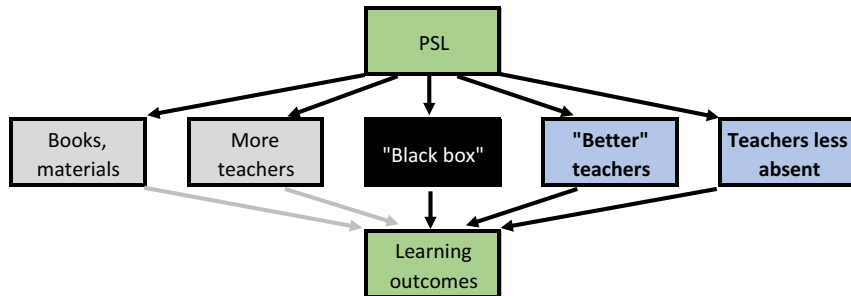 PSL
Books,
materials
More
teachers
"Black box"
"Better"
teachers
Teachers less
absent
Learning
outcomes